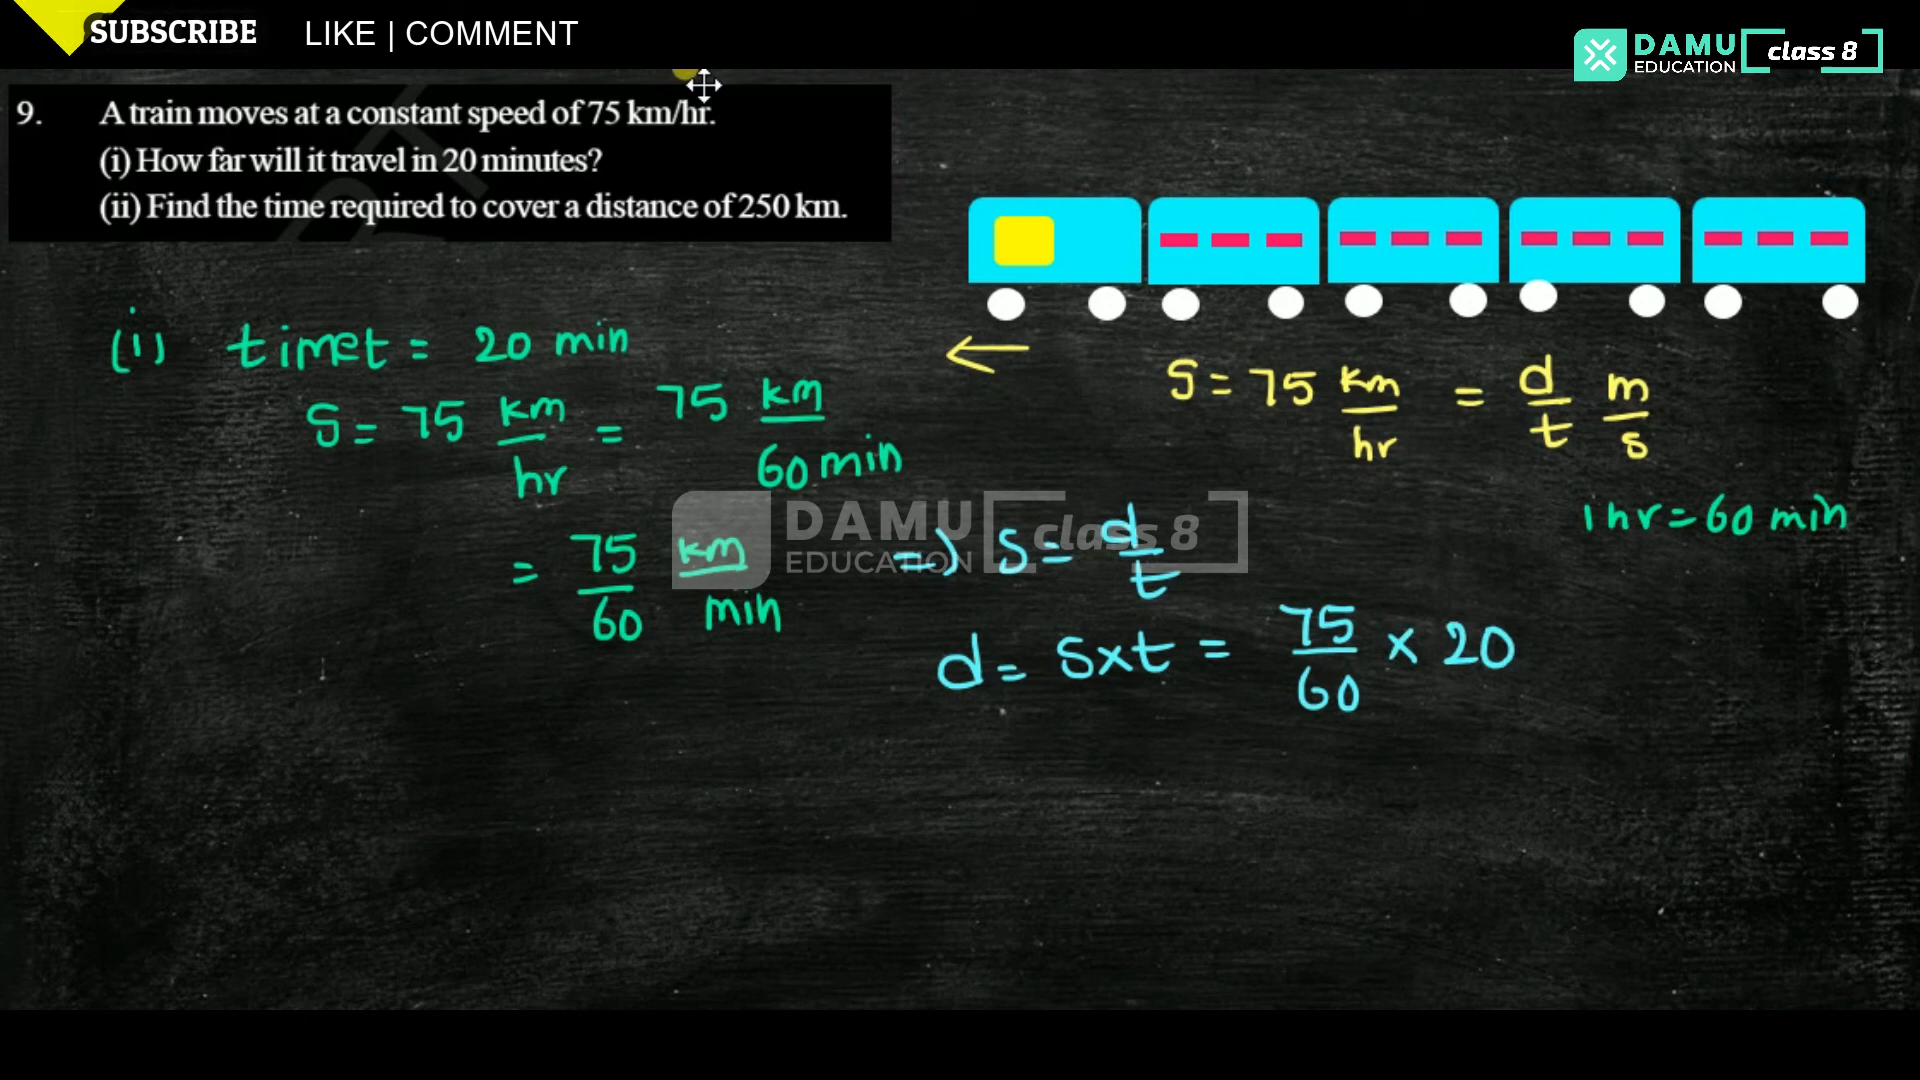 SUBSCRIBE LIKE | COMMENT
DAMU EDUCATION class 8
9. A train moves at a constant speed of 75 km/hr.
(i) How far will it travel in 20 minutes?
(ii) Find the time required to cover a distance of 250 km.
(i) timet = 20 min
S = 75 km/hr = 75 km/60 min
= 75/60 km/min
S = 75 km/hr = d/t m/s
1 hr = 60 min
DAMU EDUCATION class 8
=) S = d/t
d = s×t = 75/60 × 20